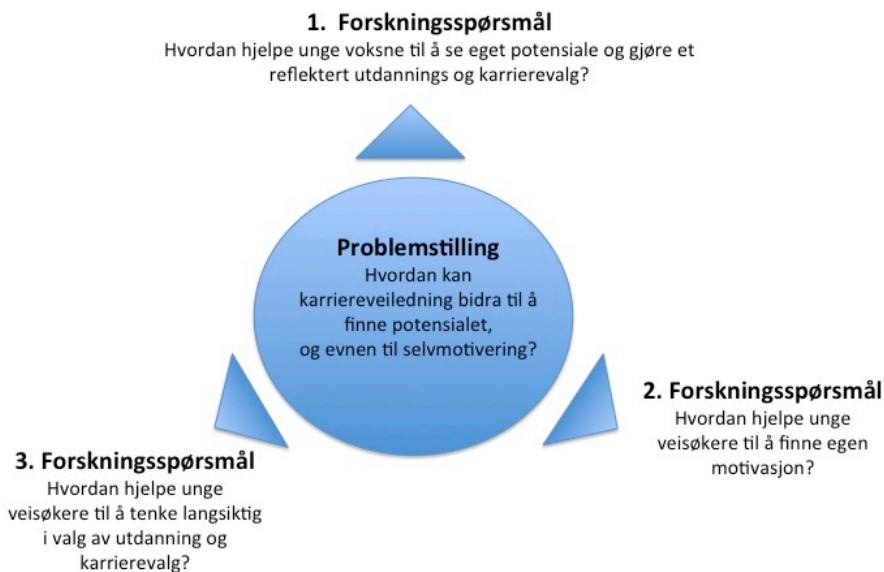 1. Forskningsspørsmål
Hvordan hjelpe unge voksne til å se eget potensiale og gjøre et
reflektert utdannings og karrierevalg?
Problemstilling
Hvordan kan
karriereveiledning bidra til å
finne potensialet,
og evnen til selvmotivering?
2. Forskningsspørsmål
Hvordan hjelpe unge
veisøkere til å finne egen
motivasjon?
3. Forskningsspørsmål
Hvordan hjelpe unge
veisøkere til å tenke langsiktig
i valg av utdanning og
karrierevalg?